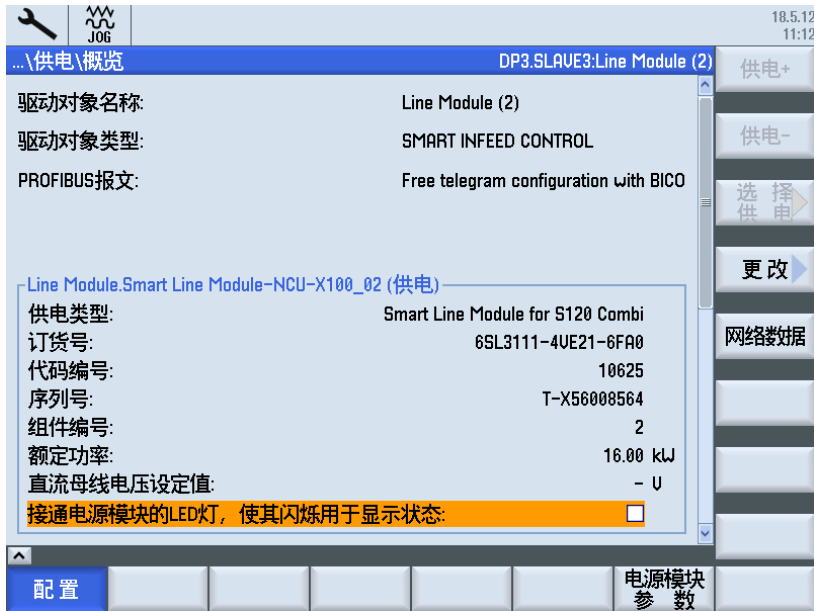 JOG
18.5.12
11:12
...\供电\概览 DP3.SLAVE3:Line Module (2)
供电+
驱动对象名称: Line Module (2)
驱动对象类型: SMART INFEED CONTROL
供电-
PROFIBUS报文: Free telegram configuration with BICO
选 择
供 电
更改
Line Module.Smart Line Module-NCU-X100_02 (供电)
供电类型: Smart Line Module for S120 Combi
订货号: 6SL3111-4VE21-6FA0
网络数据
代码编号: 10625
序列号: T-X56008564
组件编号: 2
额定功率: 16.00 kW
直流母线电压设定值: - V
接通电源模块的LED灯，使其闪烁用于显示状态:
配置
电源模块
参 数